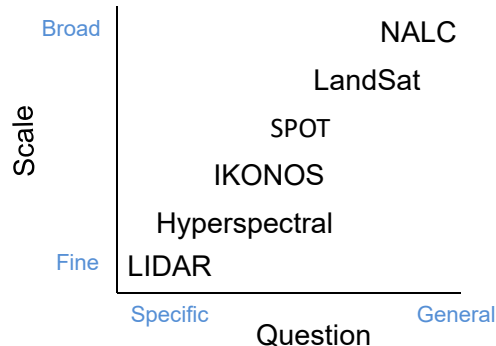 Broad
NALC
LandSat
SPOT
Scale
IKONOS
Hyperspectral
Fine
LIDAR
Specific
General
Question